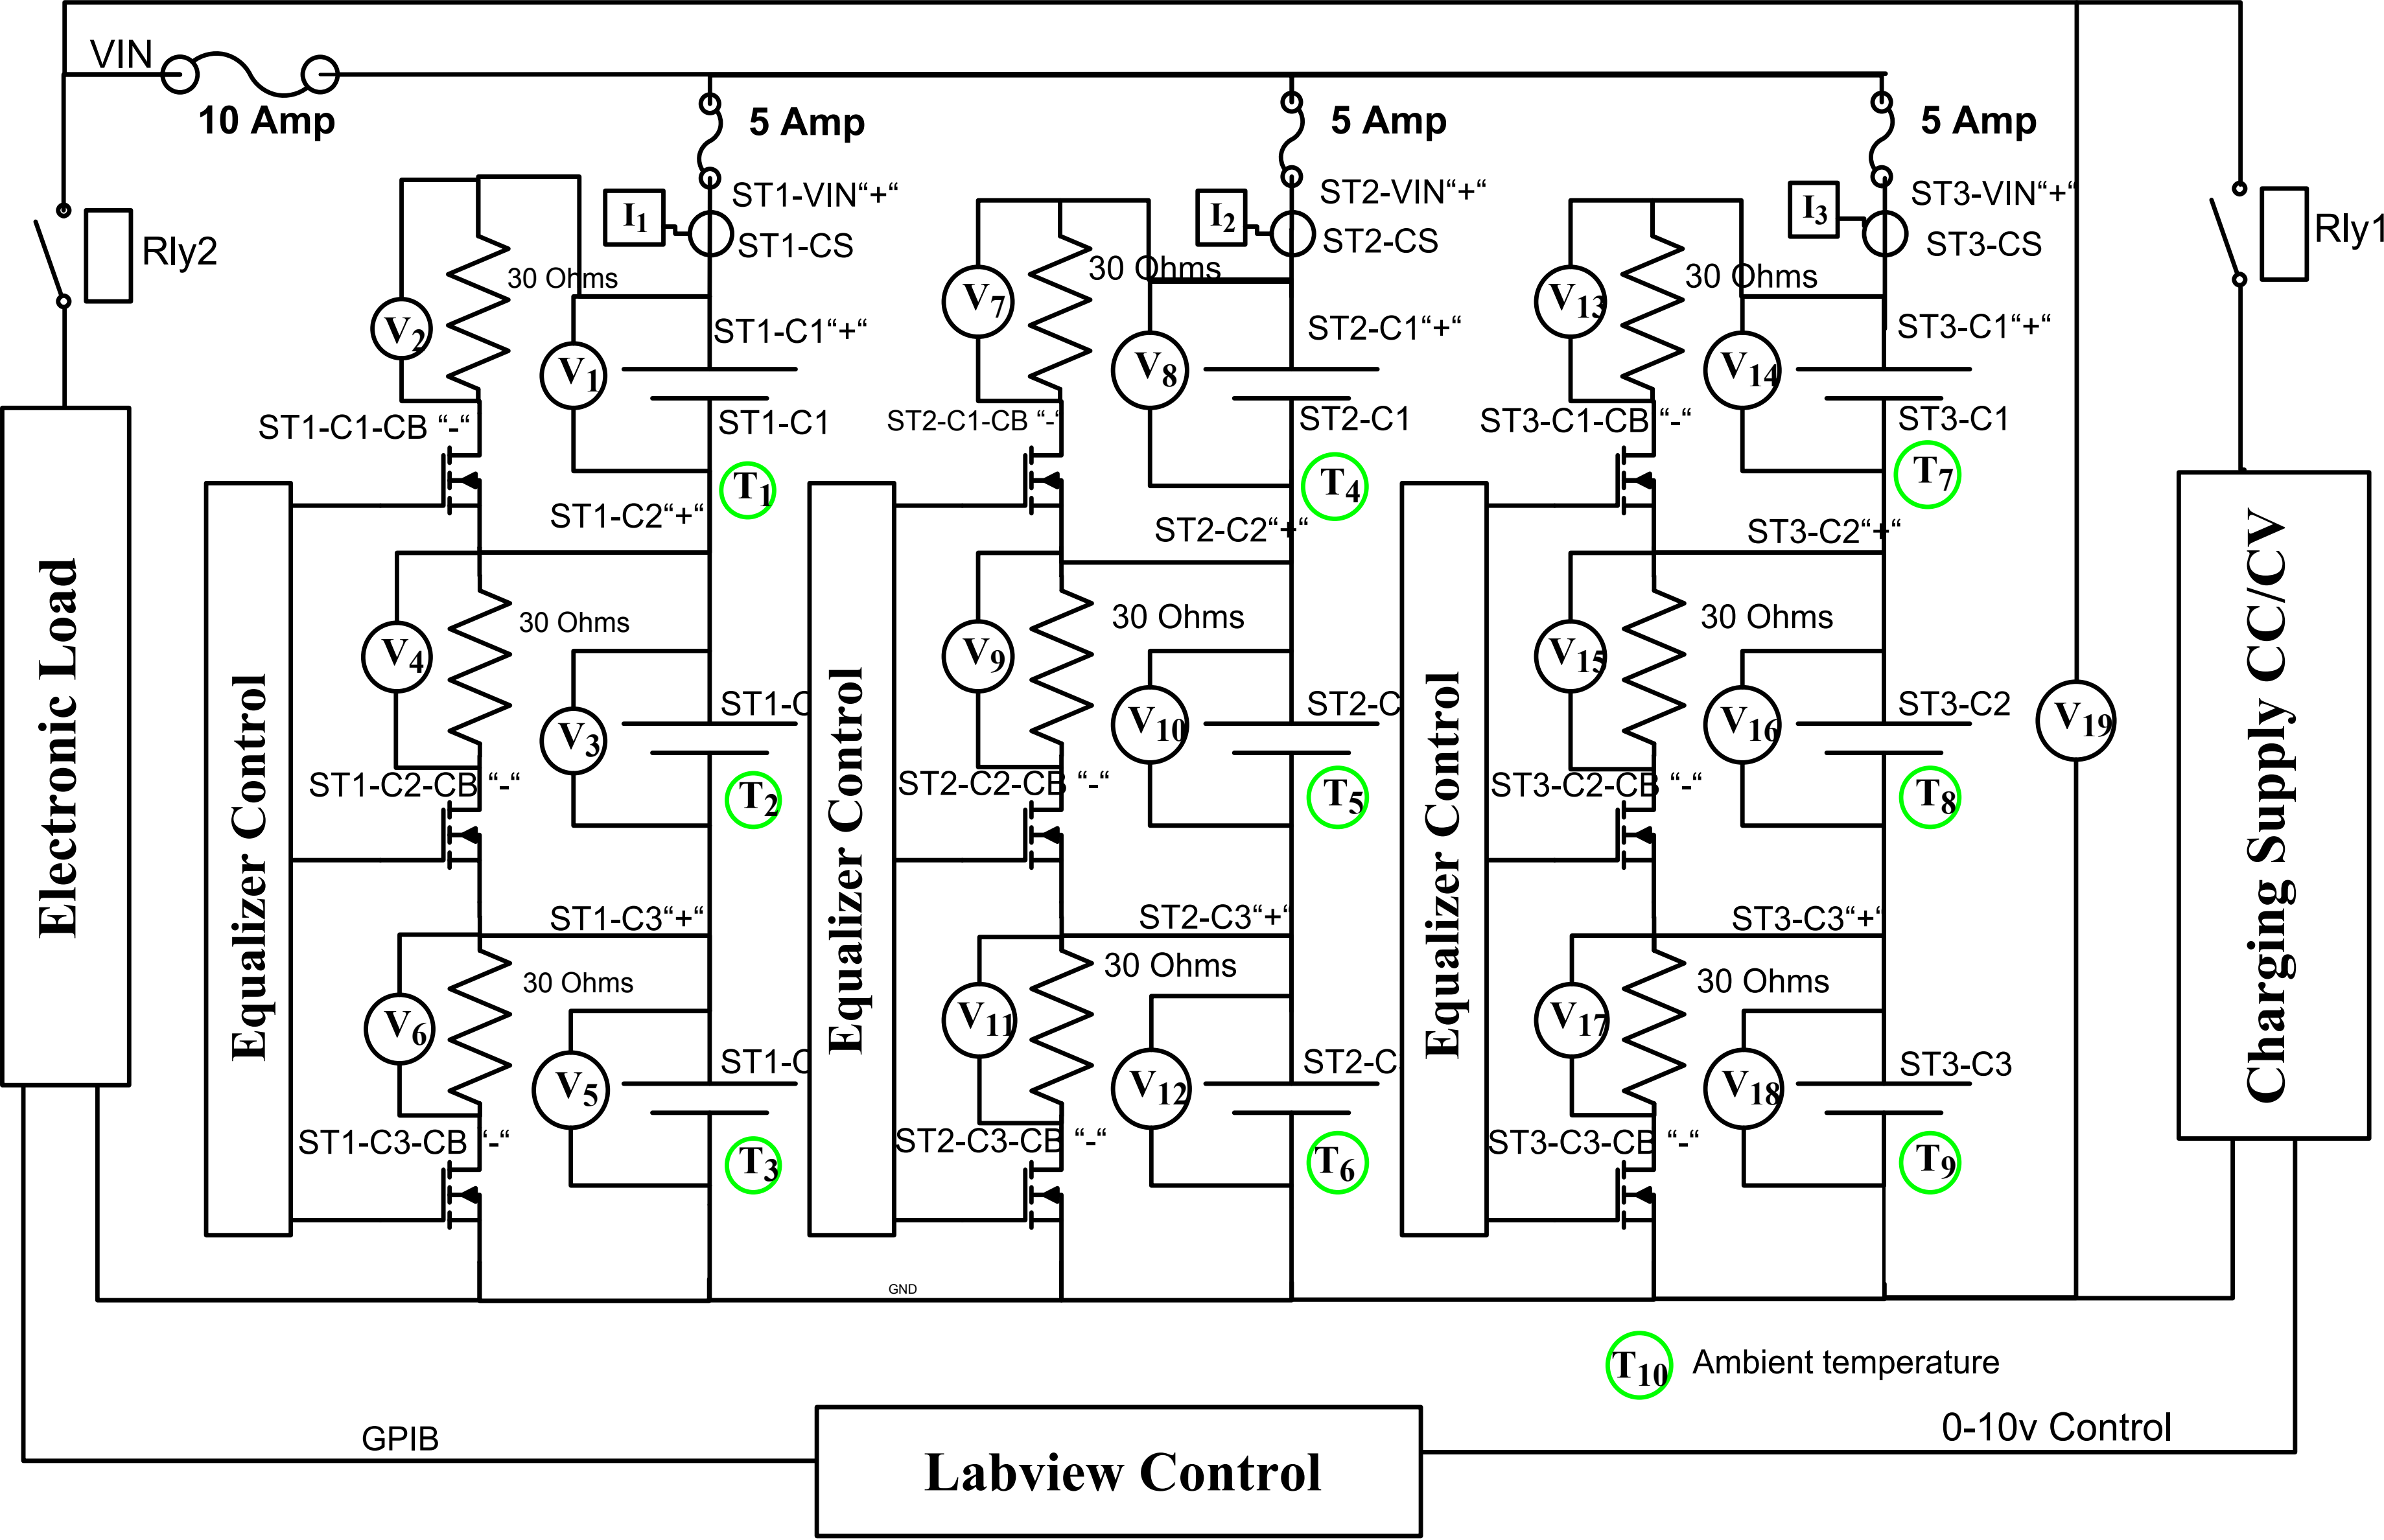 VIN
10 Amp
5 Amp
5 Amp
5 Amp
ST1-VIN“+“
ST2-VIN“+“
ST3-VIN“+“
I1
I2
I3
ST1-CS
ST2-CS
ST3-CS
Rly2
Rly1
30 Ohms
30 Ohms
30 Ohms
V2
V7
V13
ST1-C1“+“
ST2-C1“+“
ST3-C1“+“
V1
V8
V14
ST1-C1-CB “-“
ST1-C1
ST2-C1-CB “-“
ST2-C1
ST3-C1-CB “-“
ST3-C1
T1
T4
T7
ST1-C2“+“
ST2-C2“+“
ST3-C2“+“
30 Ohms
30 Ohms
30 Ohms
V4
V9
V15
ST1-C
ST2-C
ST3-C2
V3
V10
V16
V19
ST1-C2-CB “-“
ST2-C2-CB “-“
ST3-C2-CB “-“
T2
T5
T8
Electronic Load
Equalizer Control
Equalizer Control
Equalizer Control
Charging Supply CC/CV
ST1-C3“+“
ST2-C3“+“
ST3-C3“+“
30 Ohms
30 Ohms
30 Ohms
V6
V11
V17
ST1-C
ST2-C
ST3-C3
V5
V12
V18
ST1-C3-CB “-“
ST2-C3-CB “-“
ST3-C3-CB “-“
T3
T6
T9
GND
T10 Ambient temperature
GPIB
0-10v Control
Labview Control